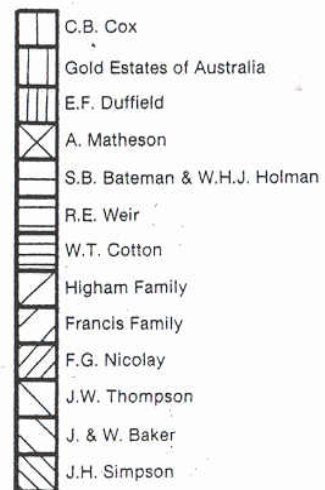 C.B. Cox
Gold Estates of Australia
E.F. Duffield
A. Matheson
S.B. Bateman & W.H.J. Holman
R.E. Weir
W.T. Cotton
Higham Family
Francis Family
F.G. Nicolay
J.W. Thompson
J. & W. Baker
J.H. Simpson